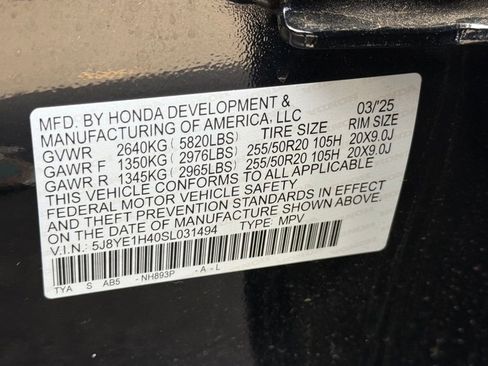 MFD. BY HONDA DEVELOPMENT & 03/'25
MANUFACTURING OF AMERICA, LLC
GVWR 2640KG (5820LBS) TIRE SIZE RIM SIZE
GAWR F 1350KG (2976LBS) 255/50R20 105H 20X9.0J
GAWR R 1345KG (2965LBS) 255/50R20 105H 20X9.0J
THIS VEHICLE CONFORMS TO ALL APPLICABLE
FEDERAL MOTOR VEHICLE SAFETY
AND THEFT PREVENTION STANDARDS IN EFFECT
ON THE DATE OF MANUFACTURE SHOWN ABOVE.
V.I.N.: 5J8YE1H40SL031494 TYPE: MPV
TYA S AB5 - NH893P - A - L